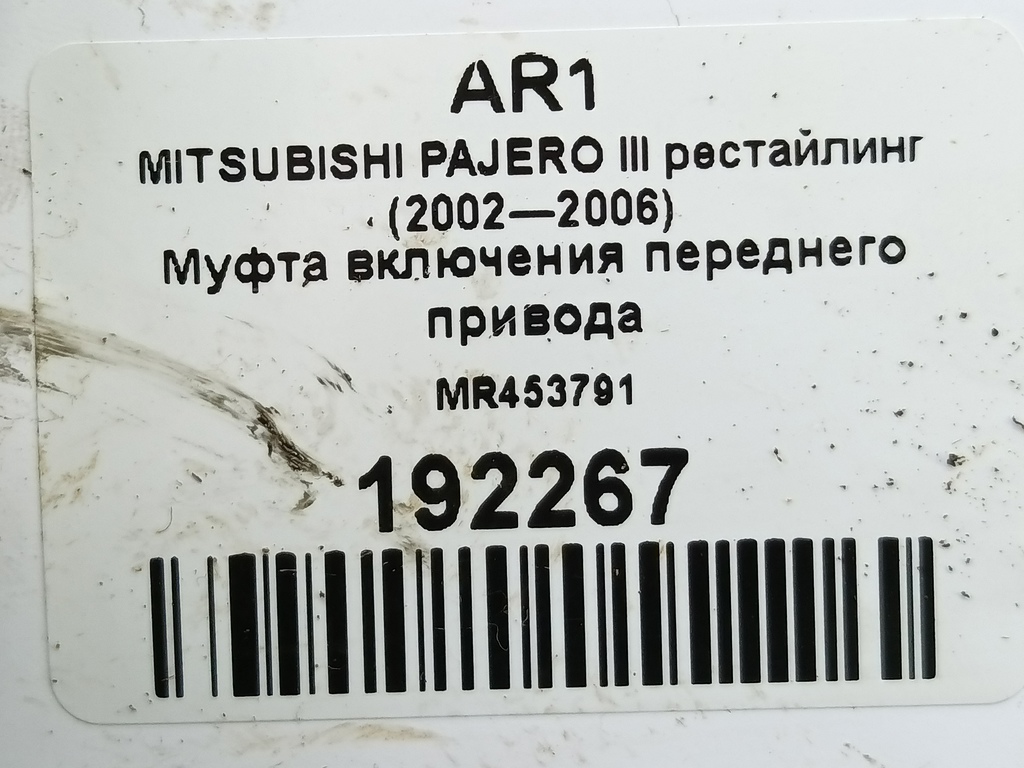 AR1
MITSUBISHI PAJERO III рестайлинг
(2002—2006)
Муфта включения переднего
привода
MR453791
192267